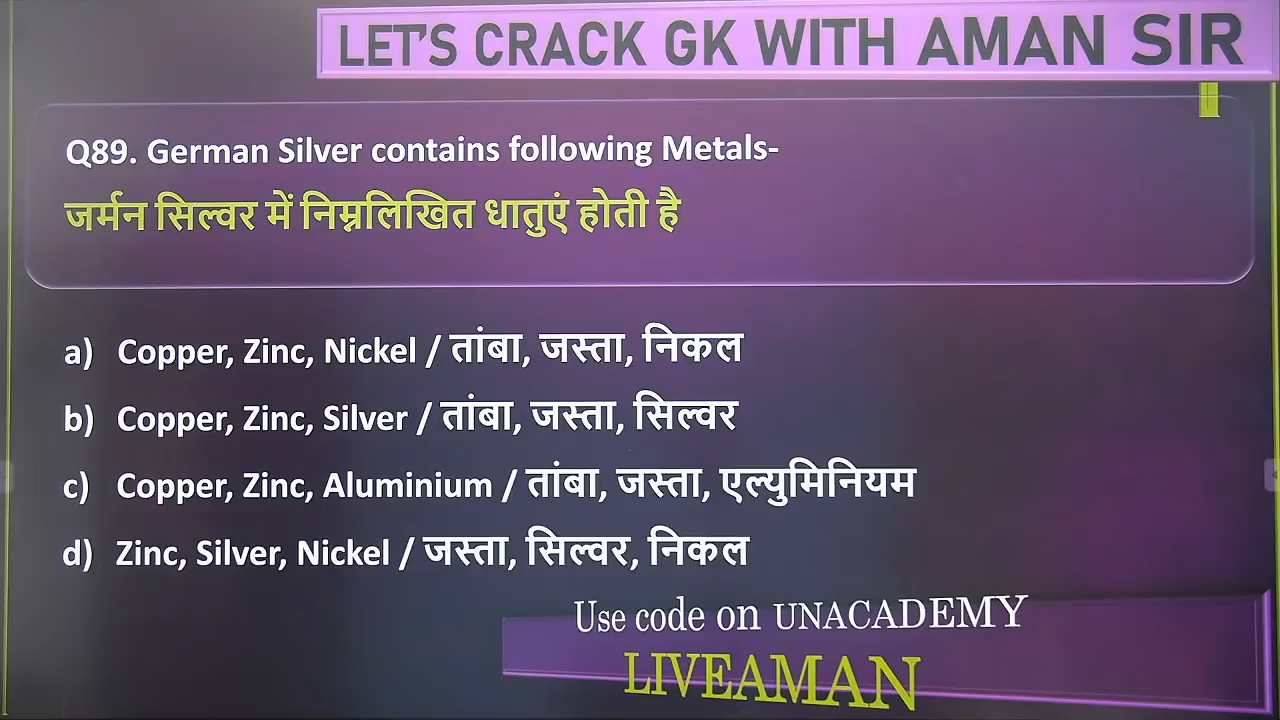 LET'S CRACK GK WITH AMAN SIR
Q89. German Silver contains following Metals-
जर्मन सिल्वर में निम्नलिखित धातुएं होती है
a) Copper, Zinc, Nickel / तांबा, जस्ता, निकल
b) Copper, Zinc, Silver / तांबा, जस्ता, सिल्वर
c) Copper, Zinc, Aluminium / तांबा, जस्ता, एल्युमिनियम
d) Zinc, Silver, Nickel / जस्ता, सिल्वर, निकल
Use code on UNACADEMY
LIVEAMAN